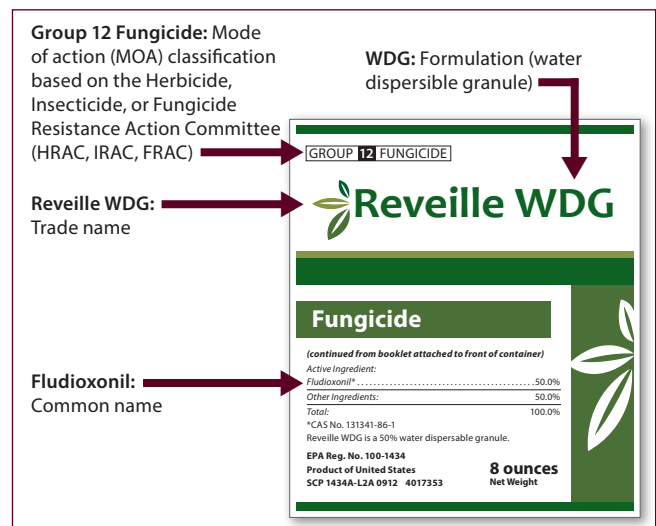 Group 12 Fungicide: Mode
of action (MOA) classification
based on the Herbicide,
Insecticide, or Fungicide
Resistance Action Committee
(HRAC, IRAC, FRAC)
WDG: Formulation (water
dispersible granule)
GROUP 12 FUNGICIDE
Reveille WDG:
Trade name
Reveille WDG
Fungicide
(continued from booklet attached to front of container)
Active Ingredient:
Fludioxonil* ........................................ 50.0%
Other Ingredients: 50.0%
Total: 100.0%
*CAS No. 131341-86-1
Reveille WDG is a 50% water dispersable granule.
EPA Reg. No. 100-1434
Product of United States
SCP 1434A-L2A 0912 4017353
8 ounces
Net Weight
Fludioxonil:
Common name